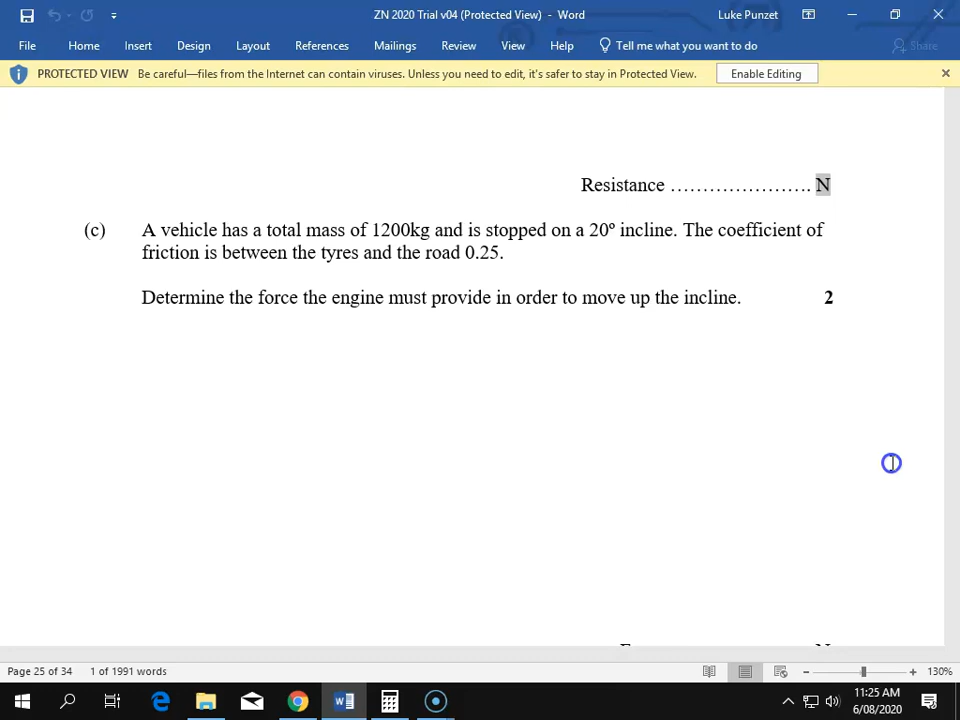 ZN 2020 Trial v04 (Protected View) - Word
Luke Punzet
File Home Insert Design Layout References Mailings Review View Help Tell me what you want to do Share
PROTECTED VIEW Be careful—files from the Internet can contain viruses. Unless you need to edit, it's safer to stay in Protected View. Enable Editing
Resistance …………………. N
(c) A vehicle has a total mass of 1200kg and is stopped on a 20º incline. The coefficient of
friction is between the tyres and the road 0.25.
Determine the force the engine must provide in order to move up the incline. 2
Page 25 of 34 1 of 1991 words 130%
11:25 AM
6/08/2020